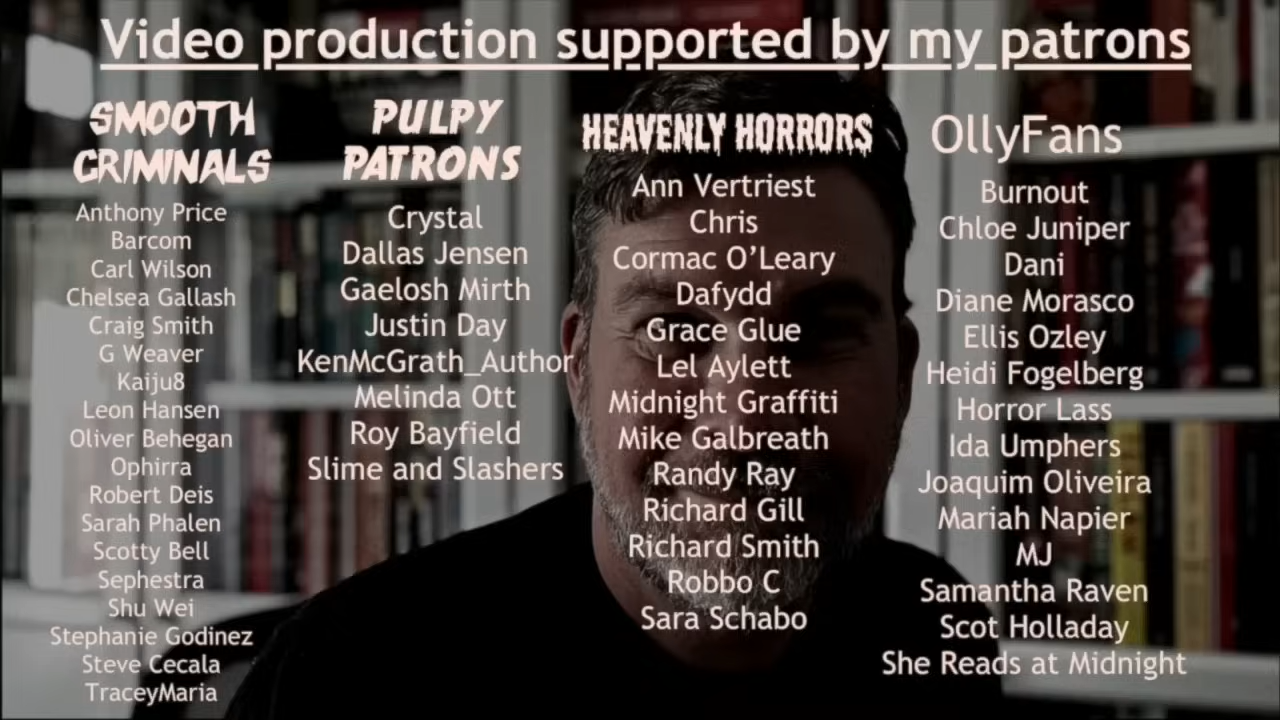 Video production supported by my patrons
SMOOTH
CRIMINALS
Anthony Price
Barcom
Carl Wilson
Chelsea Gallash
Craig Smith
G Weaver
Kaiju8
Leon Hansen
Oliver Behegan
Ophirra
Robert Deis
Sarah Phalen
Scotty Bell
Sephestra
Shu Wei
Stephanie Godinez
Steve Cecala
TraceyMaria
PULPY
PATRONS
Crystal
Dallas Jensen
Gaelosh Mirth
Justin Day
KenMcGrath_Author
Melinda Ott
Roy Bayfield
Slime and Slashers
HEAVENLY HORRORS
Ann Vertriest
Chris
Cormac O’Leary
Dafydd
Grace Glue
Lel Aylett
Midnight Graffiti
Mike Galbreath
Randy Ray
Richard Gill
Richard Smith
Robbo C
Sara Schabo
OllyFans
Burnout
Chloe Juniper
Dani
Diane Morasco
Ellis Ozley
Heidi Fogelberg
Horror Lass
Ida Umphers
Joaquim Oliveira
Mariah Napier
MJ
Samantha Raven
Scot Holladay
She Reads at Midnight